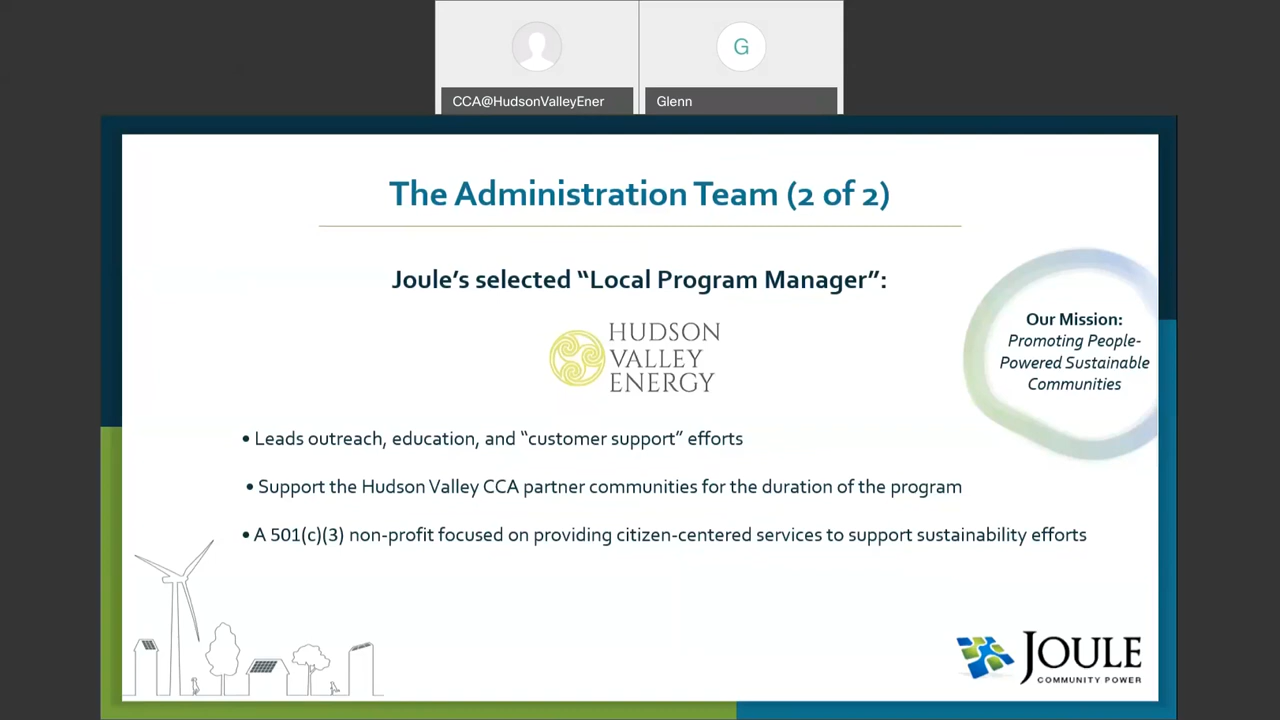 G
CCA@HudsonValleyEner
Glenn
The Administration Team (2 of 2)
Joule's selected “Local Program Manager”:
HUDSON
VALLEY
ENERGY
Our Mission:
Promoting People-
Powered Sustainable
Communities
• Leads outreach, education, and “customer support” efforts
• Support the Hudson Valley CCA partner communities for the duration of the program
• A 501(c)(3) non-profit focused on providing citizen-centered services to support sustainability efforts
JOULE
COMMUNITY POWER